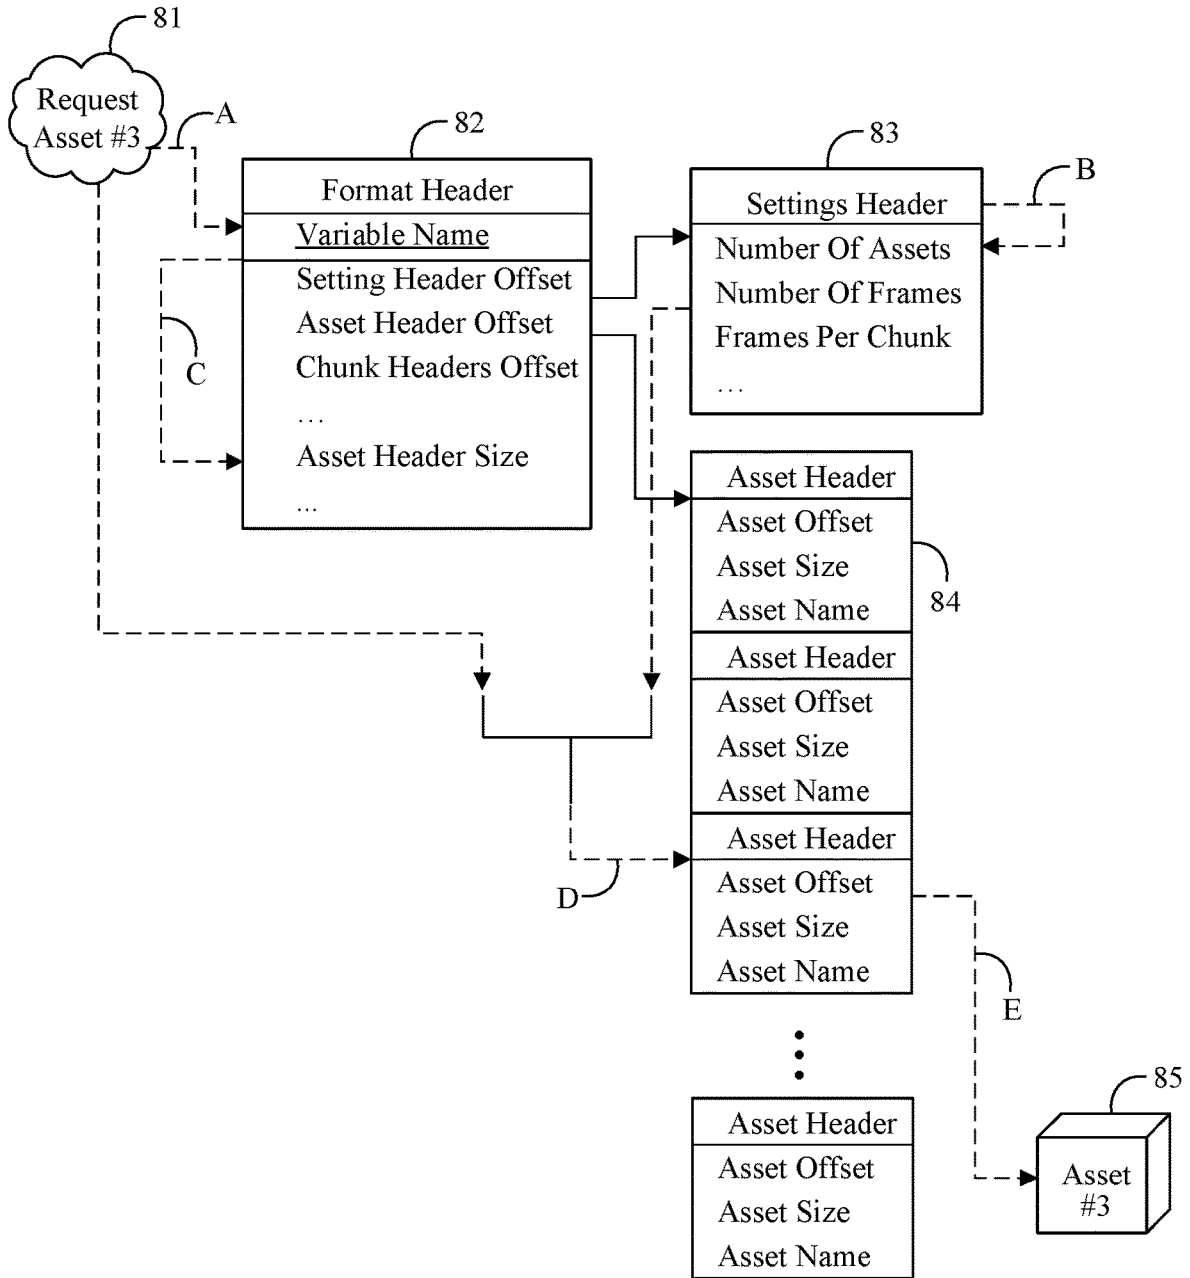 81
Request
Asset #3
A
82
Format Header
Variable Name
Setting Header Offset
Asset Header Offset
Chunk Headers Offset
...
Asset Header Size
...
C
83
Settings Header
Number Of Assets
Number Of Frames
Frames Per Chunk
...
B
Asset Header
Asset Offset
Asset Size
Asset Name
84
Asset Header
Asset Offset
Asset Size
Asset Name
Asset Header
Asset Offset
Asset Size
Asset Name
D
E
Asset Header
Asset Offset
Asset Size
Asset Name
85
Asset
#3